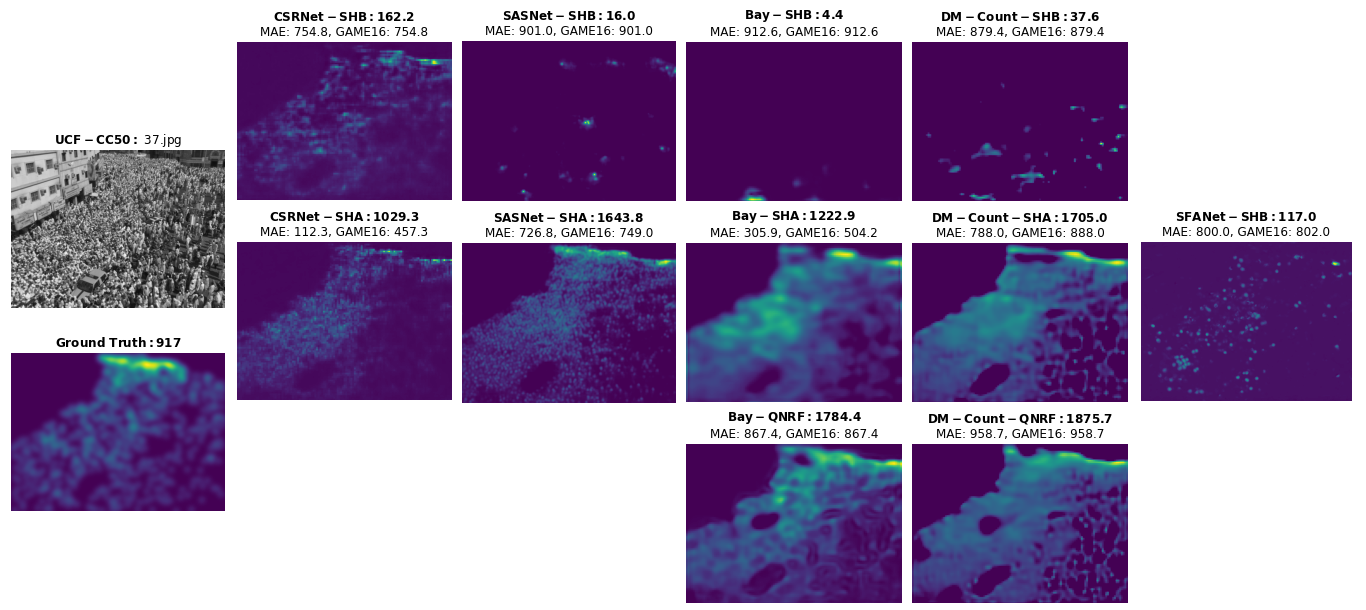 CSRNet − SHB: 162.2
MAE: 754.8, GAME16: 754.8
SASNet − SHB: 16.0
MAE: 901.0, GAME16: 901.0
Bay − SHB: 4.4
MAE: 912.6, GAME16: 912.6
DM − Count − SHB: 37.6
MAE: 879.4, GAME16: 879.4
UCF − CC50: 37.jpg
CSRNet − SHA: 1029.3
MAE: 112.3, GAME16: 457.3
SASNet − SHA: 1643.8
MAE: 726.8, GAME16: 749.0
Bay − SHA: 1222.9
MAE: 305.9, GAME16: 504.2
DM − Count − SHA: 1705.0
MAE: 788.0, GAME16: 888.0
SFANet − SHB: 117.0
MAE: 800.0, GAME16: 802.0
Ground Truth: 917
Bay − QNRF: 1784.4
MAE: 867.4, GAME16: 867.4
DM − Count − QNRF: 1875.7
MAE: 958.7, GAME16: 958.7